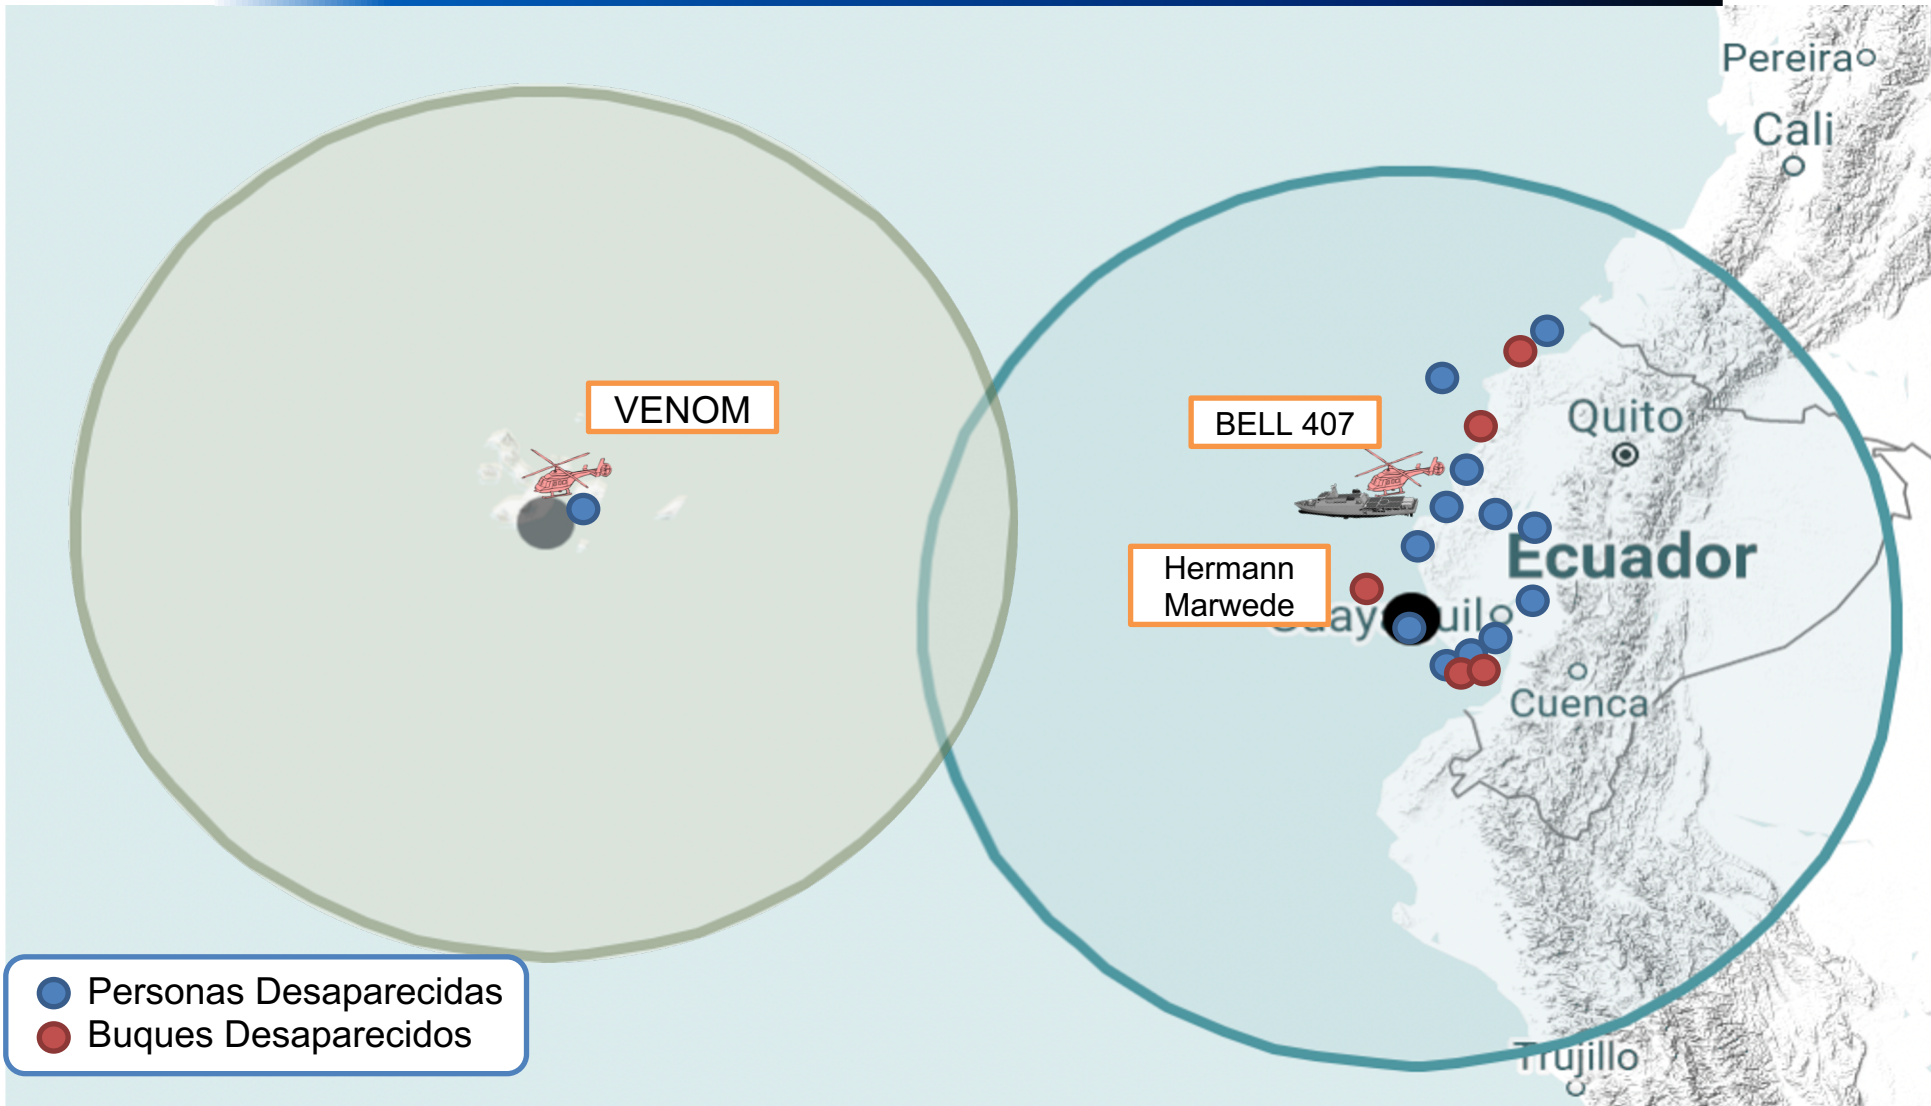 Pereira
Cali
VENOM
BELL 407
Quito
Hermann
Marwede
Ecuador
Cuenca
Personas Desaparecidas
Buques Desaparecidos
Trujillo